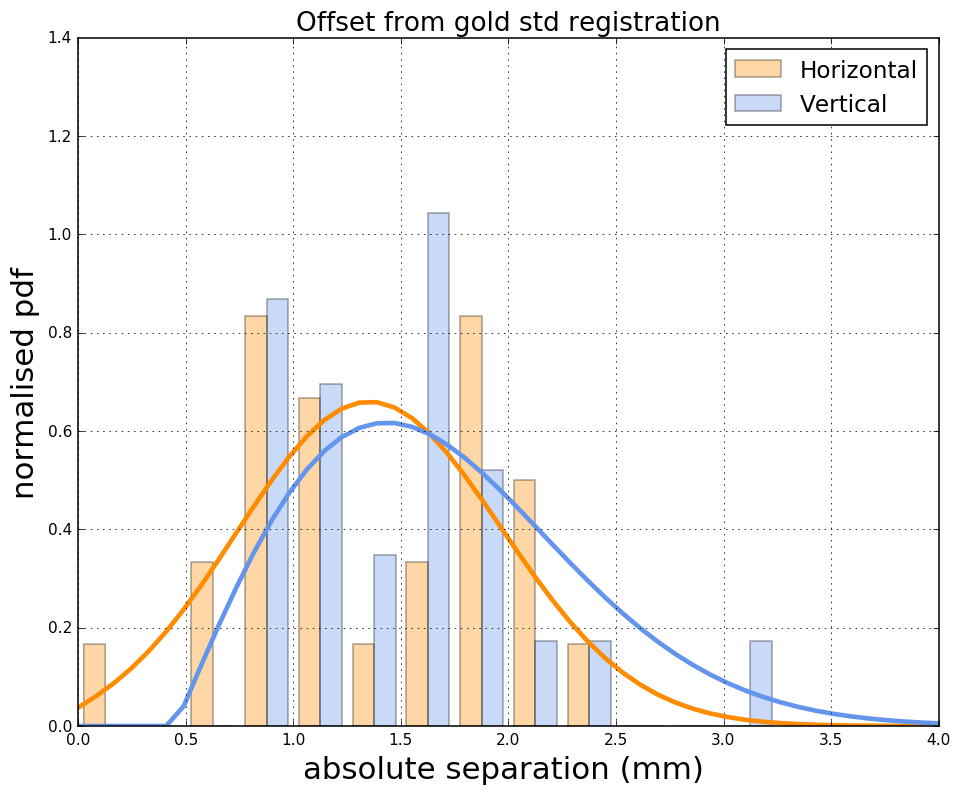 Offset from gold std registration
Horizontal
Vertical
normalised pdf
1.4
1.2
1.0
0.8
0.6
0.4
0.2
0.0
0.0 0.5 1.0 1.5 2.0 2.5 3.0 3.5 4.0
absolute separation (mm)